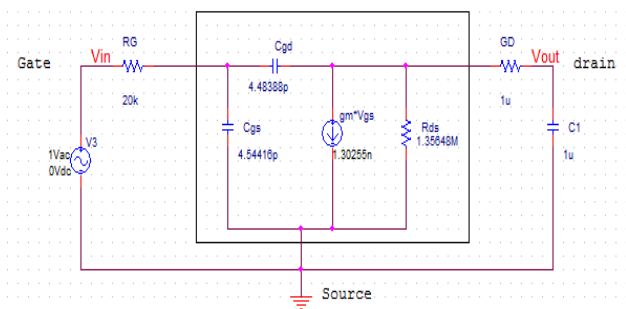 RG
Cgd
GD
Gate
Vin
Vout
drain
4.48388p
20k
1u
gm*Vgs
Cgs
Rds
1.35648M
C1
V3
4.54416p
1.30255n
1u
1Vac
0Vdc
Source